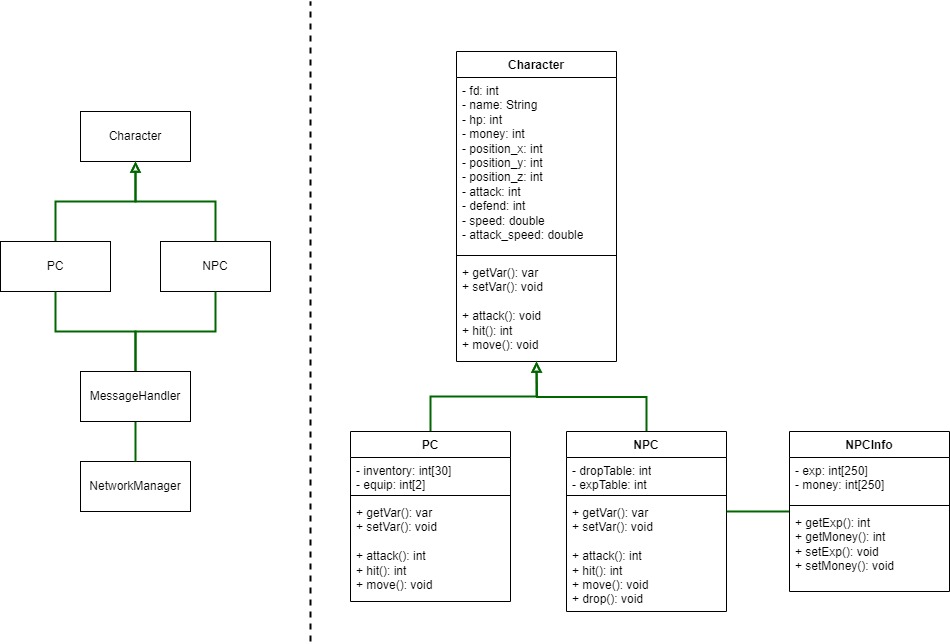 Character
PC
NPC
MessageHandler
NetworkManager
Character
- fd: int
- name: String
- hp: int
- money: int
- position_x: int
- position_y: int
- position_z: int
- attack: int
- defend: int
- speed: double
- attack_speed: double
+ getVar(): var
+ setVar(): void
+ attack(): void
+ hit(): int
+ move(): void
PC
- inventory: int[30]
- equip: int[2]
+ getVar(): var
+ setVar(): void
+ attack(): int
+ hit(): int
+ move(): void
NPC
- dropTable: int
- expTable: int
+ getVar(): var
+ setVar(): void
+ attack(): int
+ hit(): int
+ move(): void
+ drop(): void
NPCInfo
- exp: int[250]
- money: int[250]
+ getExp(): int
+ getMoney(): int
+ setExp(): void
+ setMoney(): void